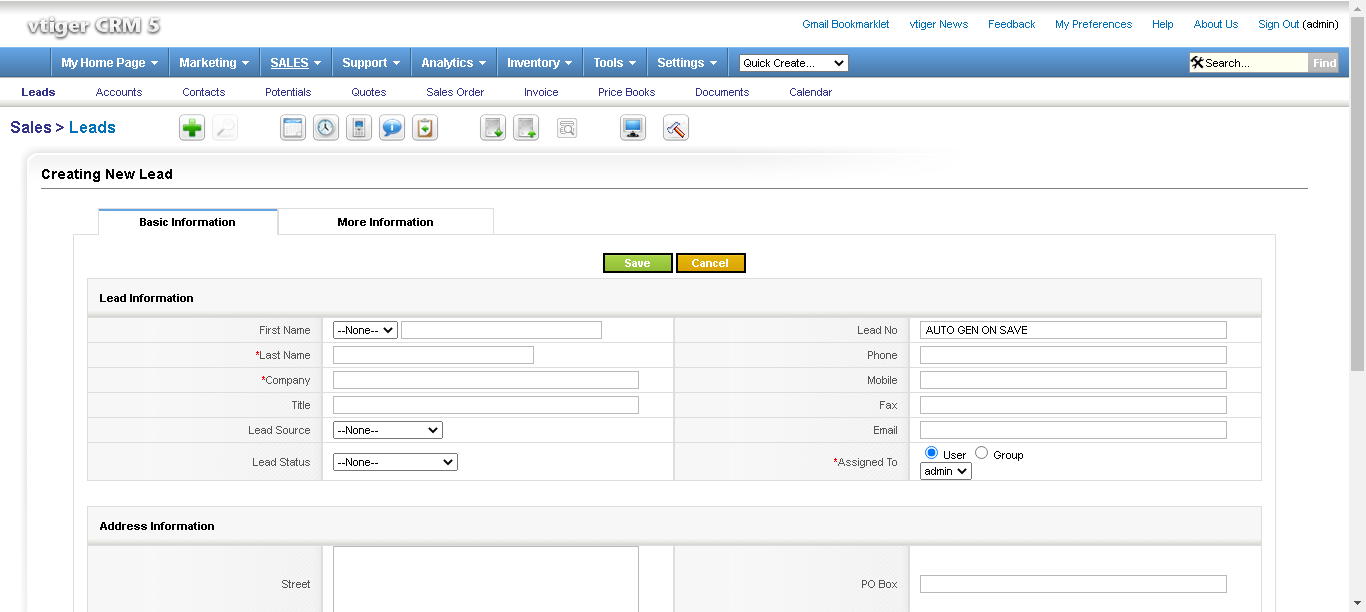 vtiger CRM 5
Gmail Bookmarklet vtiger News Feedback My Preferences Help About Us Sign Out (admin)
My Home Page Marketing SALES Support Analytics Inventory Tools Settings Quick Create... Search... Find
Leads Accounts Contacts Potentials Quotes Sales Order Invoice Price Books Documents Calendar
Sales > Leads
Creating New Lead
Basic Information More Information
Save Cancel
Lead Information
First Name --None-- Lead No AUTO GEN ON SAVE
*Last Name Phone
*Company Mobile
Title Fax
Lead Source --None-- Email
Lead Status --None-- *Assigned To User Group
admin
Address Information
Street PO Box